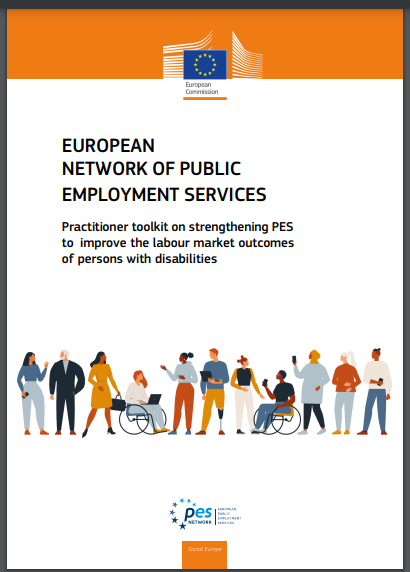 European
Commission
EUROPEAN
NETWORK OF PUBLIC
EMPLOYMENT SERVICES
Practitioner toolkit on strengthening PES
to improve the labour market outcomes
of persons with disabilities
pes
NETWORK
EUROPEAN
PUBLIC
EMPLOYMENT
SERVICES
Social Europe